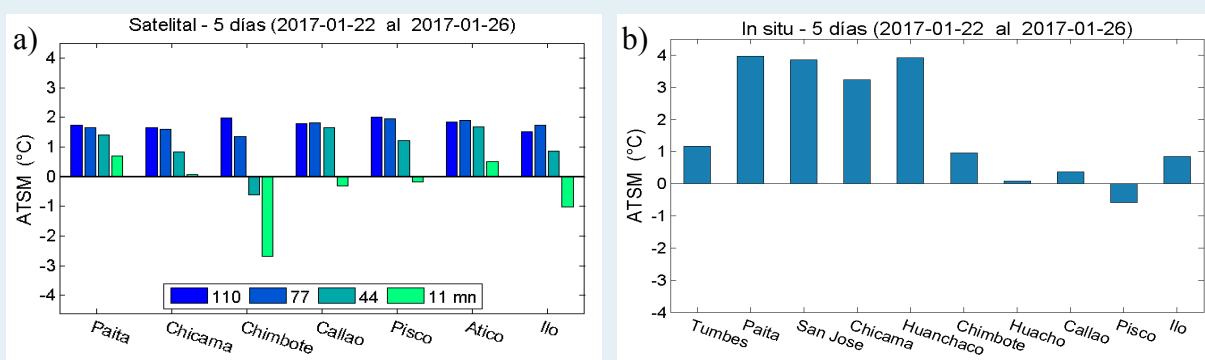 a)
Satelital - 5 días (2017-01-22 al 2017-01-26)
ATSM (°C)
4
3
2
1
0
-1
-2
-3
-4
110 77 44 11 mn
Paita Chicama Chimbote Callao Pisco Atico Ilo
b)
In situ - 5 días (2017-01-22 al 2017-01-26)
ATSM (°C)
4
3
2
1
0
-1
-2
-3
-4
Tumbes Paita San Jose Chicama Huanchaco Chimbote Huacho Callao Pisco Ilo